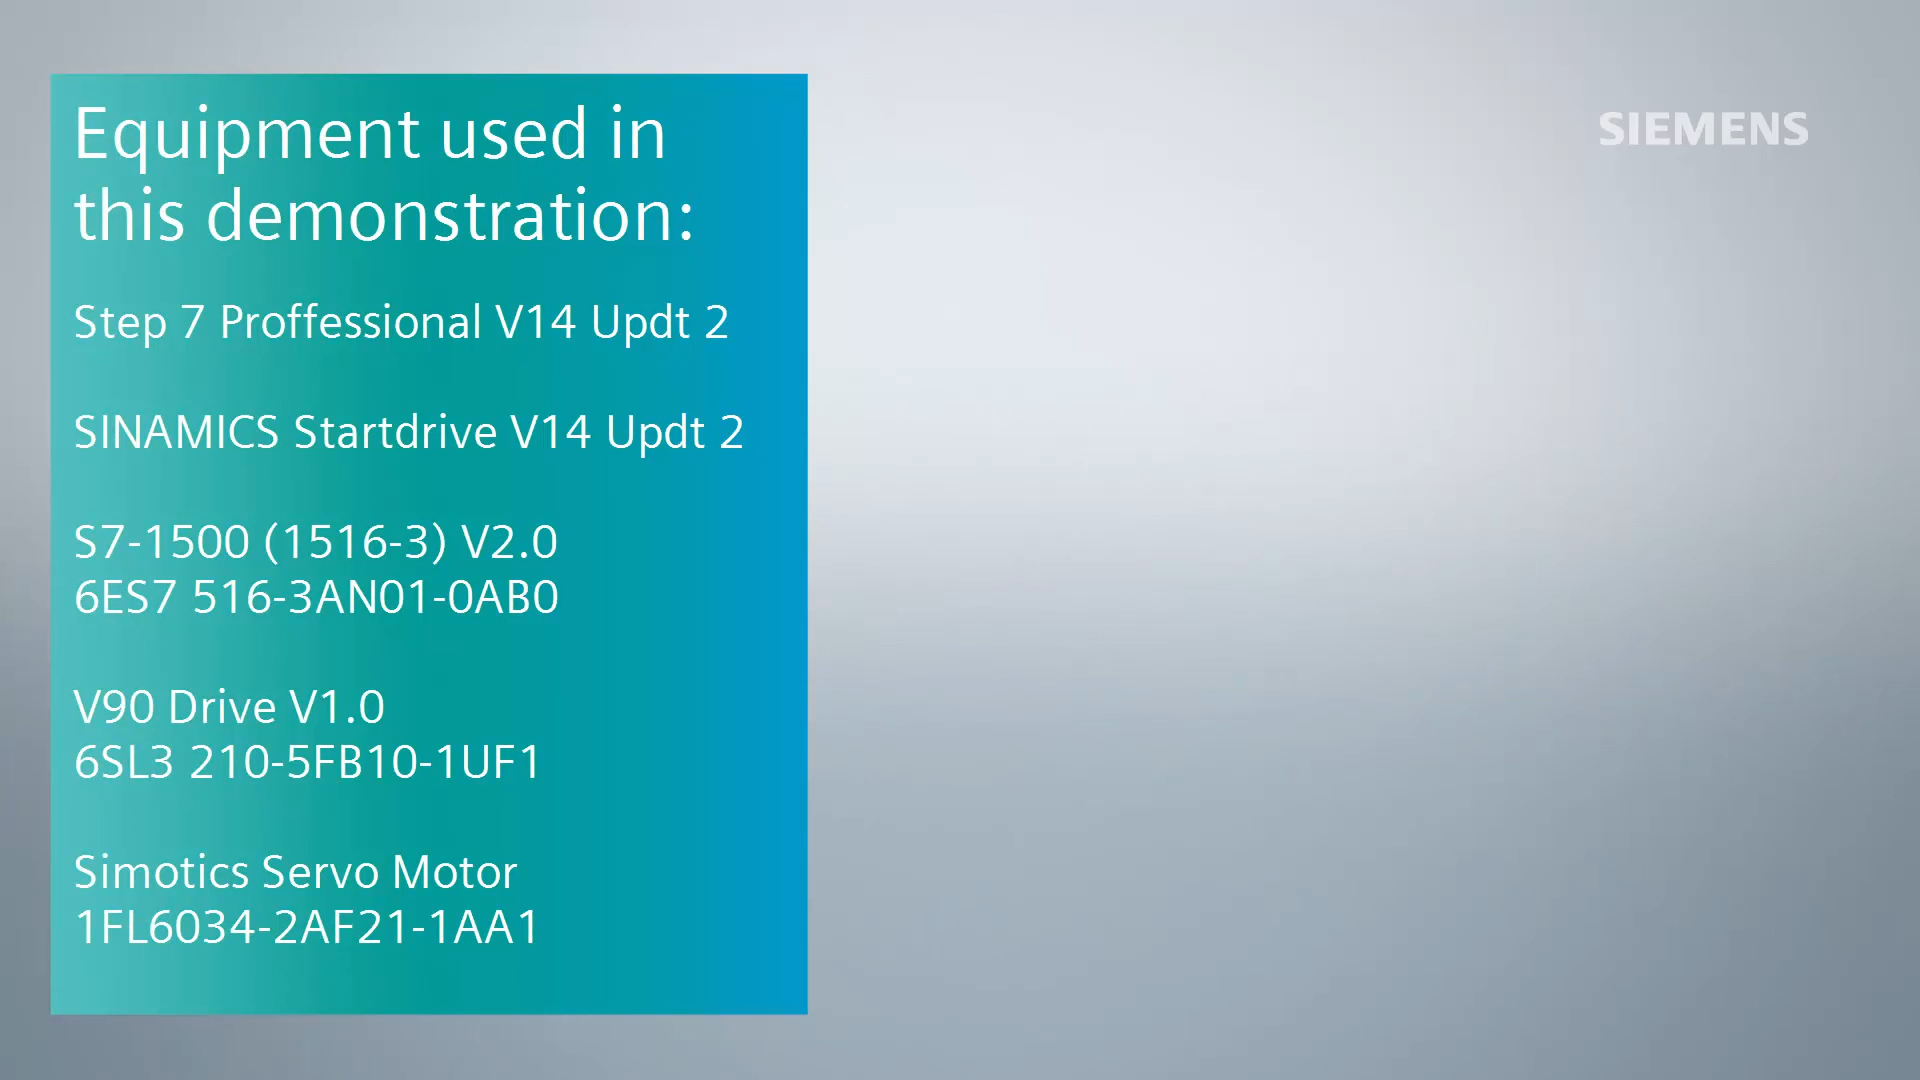 Equipment used in
this demonstration:
SIEMENS
Step 7 Proffessional V14 Updt 2
SINAMICS Startdrive V14 Updt 2
S7-1500 (1516-3) V2.0
6ES7 516-3AN01-0AB0
V90 Drive V1.0
6SL3 210-5FB10-1UF1
Simotics Servo Motor
1FL6034-2AF21-1AA1